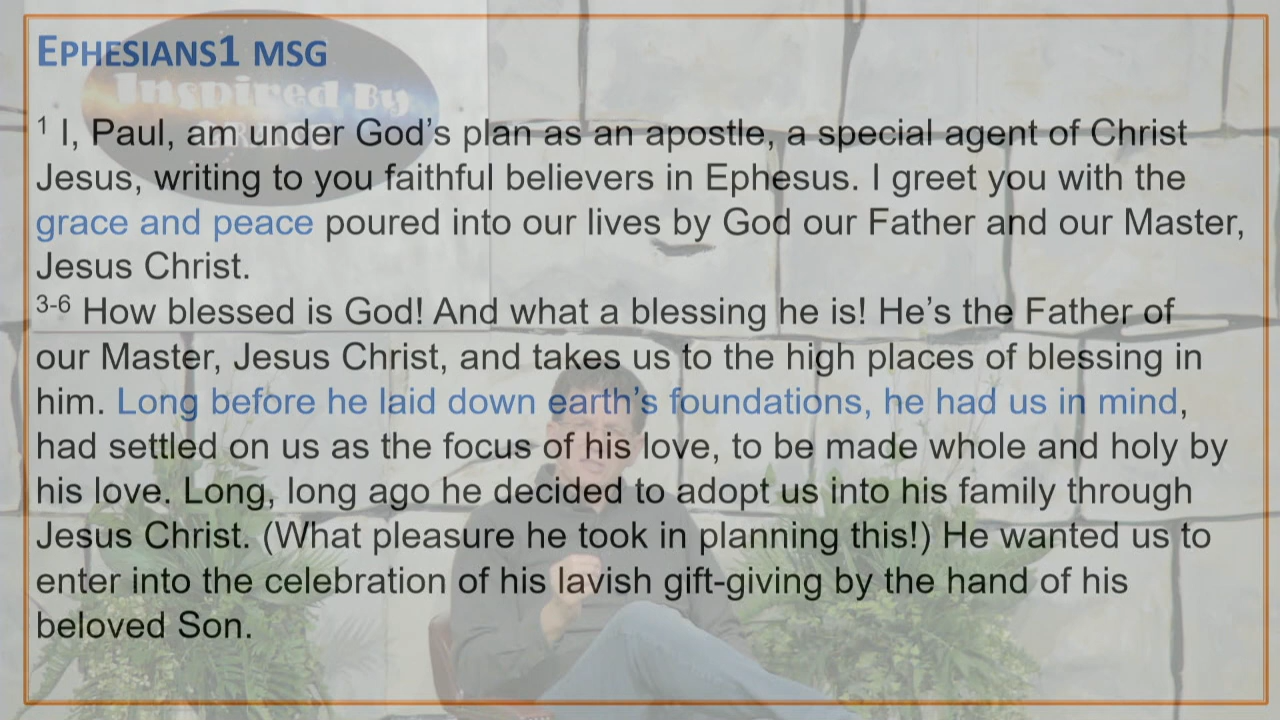 EPHESIANS1 MSG
Inspired By
1 I, Paul, am under God's plan as an apostle, a special agent of Christ
Jesus, writing to you faithful believers in Ephesus. I greet you with the
grace and peace poured into our lives by God our Father and our Master,
Jesus Christ.
3-6 How blessed is God! And what a blessing he is! He's the Father of
our Master, Jesus Christ, and takes us to the high places of blessing in
him. Long before he laid down earth's foundations, he had us in mind,
had settled on us as the focus of his love, to be made whole and holy by
his love. Long, long ago he decided to adopt us into his family through
Jesus Christ. (What pleasure he took in planning this!) He wanted us to
enter into the celebration of his lavish gift-giving by the hand of his
beloved Son.